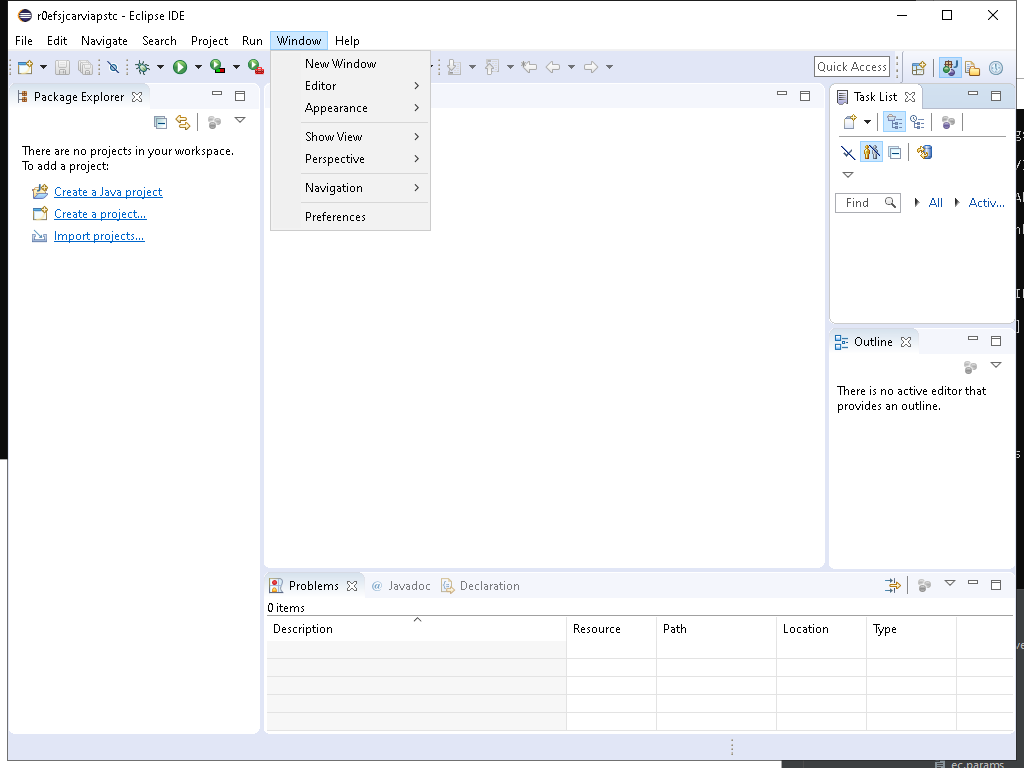 r0efsjcarviapstc - Eclipse IDE
File Edit Navigate Search Project Run Window Help
Quick Access
New Window
Editor
Appearance
Show View
Perspective
Navigation
Preferences
Package Explorer
There are no projects in your workspace.
To add a project:
Create a Java project
Create a project...
Import projects...
Task List
Find
All
Activ...
Outline
There is no active editor that
provides an outline.
Problems @ Javadoc Declaration
0 items
Description Resource Path Location Type
ec.params